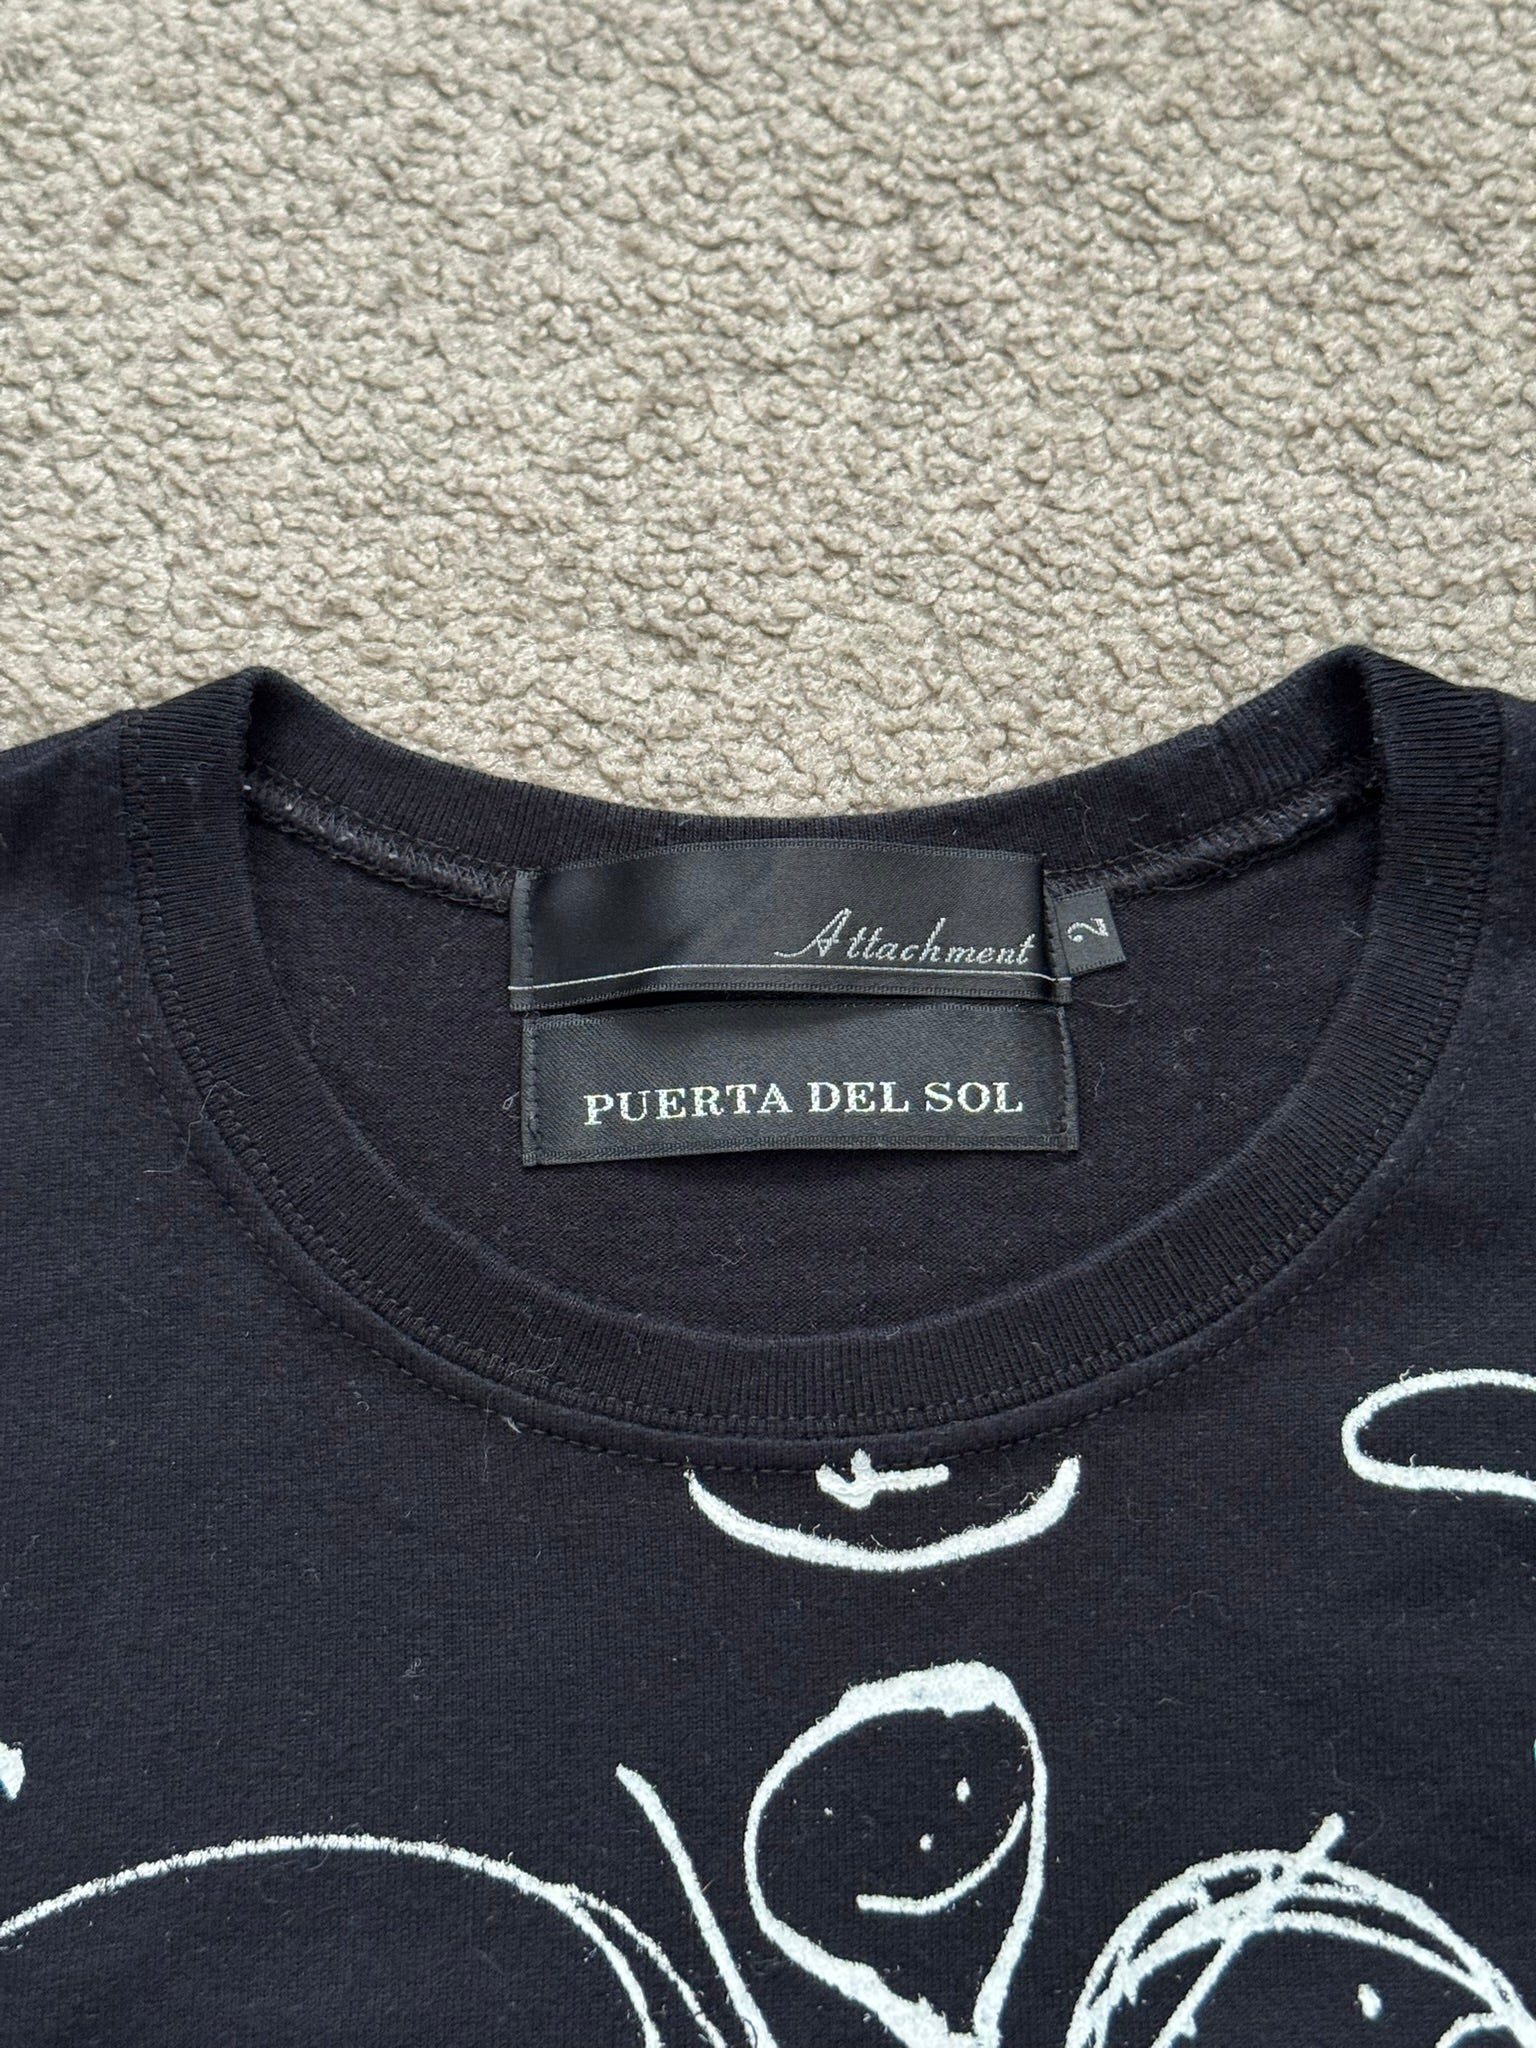 Attachment
2
PUERTA DEL SOL